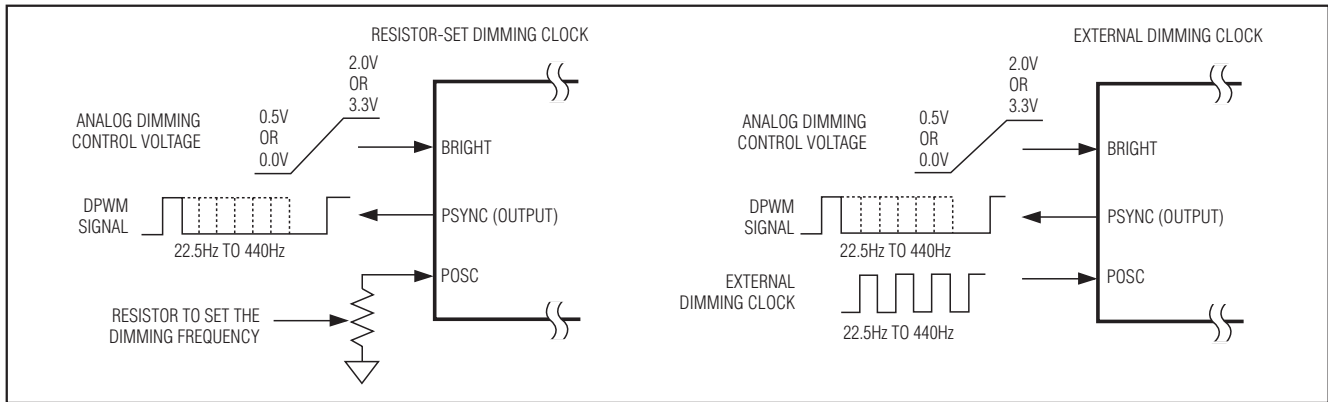 RESISTOR-SET DIMMING CLOCK
2.0V
OR
3.3V
0.5V
OR
0.0V
ANALOG DIMMING
CONTROL VOLTAGE
BRIGHT
DPWM
SIGNAL
PSYNC (OUTPUT)
22.5Hz TO 440Hz
POSC
RESISTOR TO SET THE
DIMMING FREQUENCY
EXTERNAL DIMMING CLOCK
2.0V
OR
3.3V
0.5V
OR
0.0V
ANALOG DIMMING
CONTROL VOLTAGE
BRIGHT
DPWM
SIGNAL
PSYNC (OUTPUT)
22.5Hz TO 440Hz
EXTERNAL
DIMMING CLOCK
POSC
22.5Hz TO 440Hz